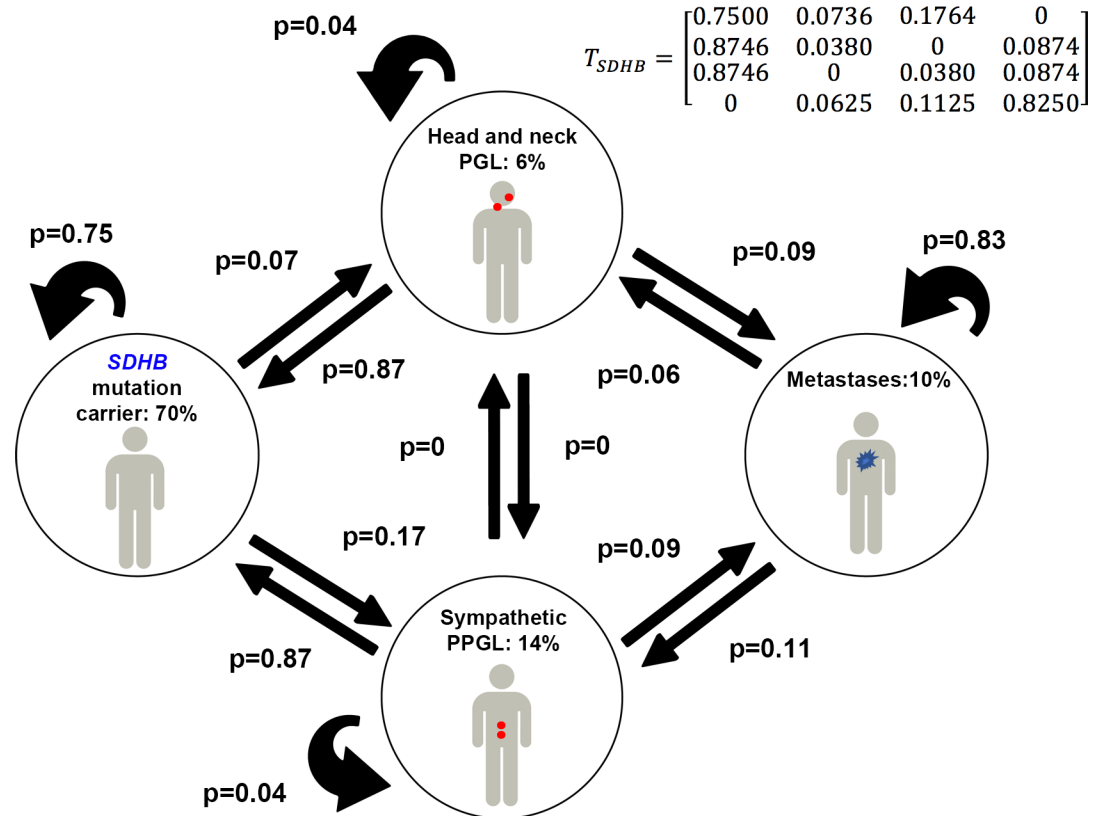 p=0.04
T_SDHB =
0.7500 0.0736 0.1764 0
0.8746 0.0380 0 0.0874
0.8746 0 0.0380 0.0874
0 0.0625 0.1125 0.8250
Head and neck
PGL: 6%
p=0.75
p=0.07
p=0.09
p=0.83
SDHB
mutation
carrier: 70%
p=0.87
p=0.06
Metastases:10%
p=0
p=0
p=0.17
p=0.09
Sympathetic
PPGL: 14%
p=0.87
p=0.11
p=0.04